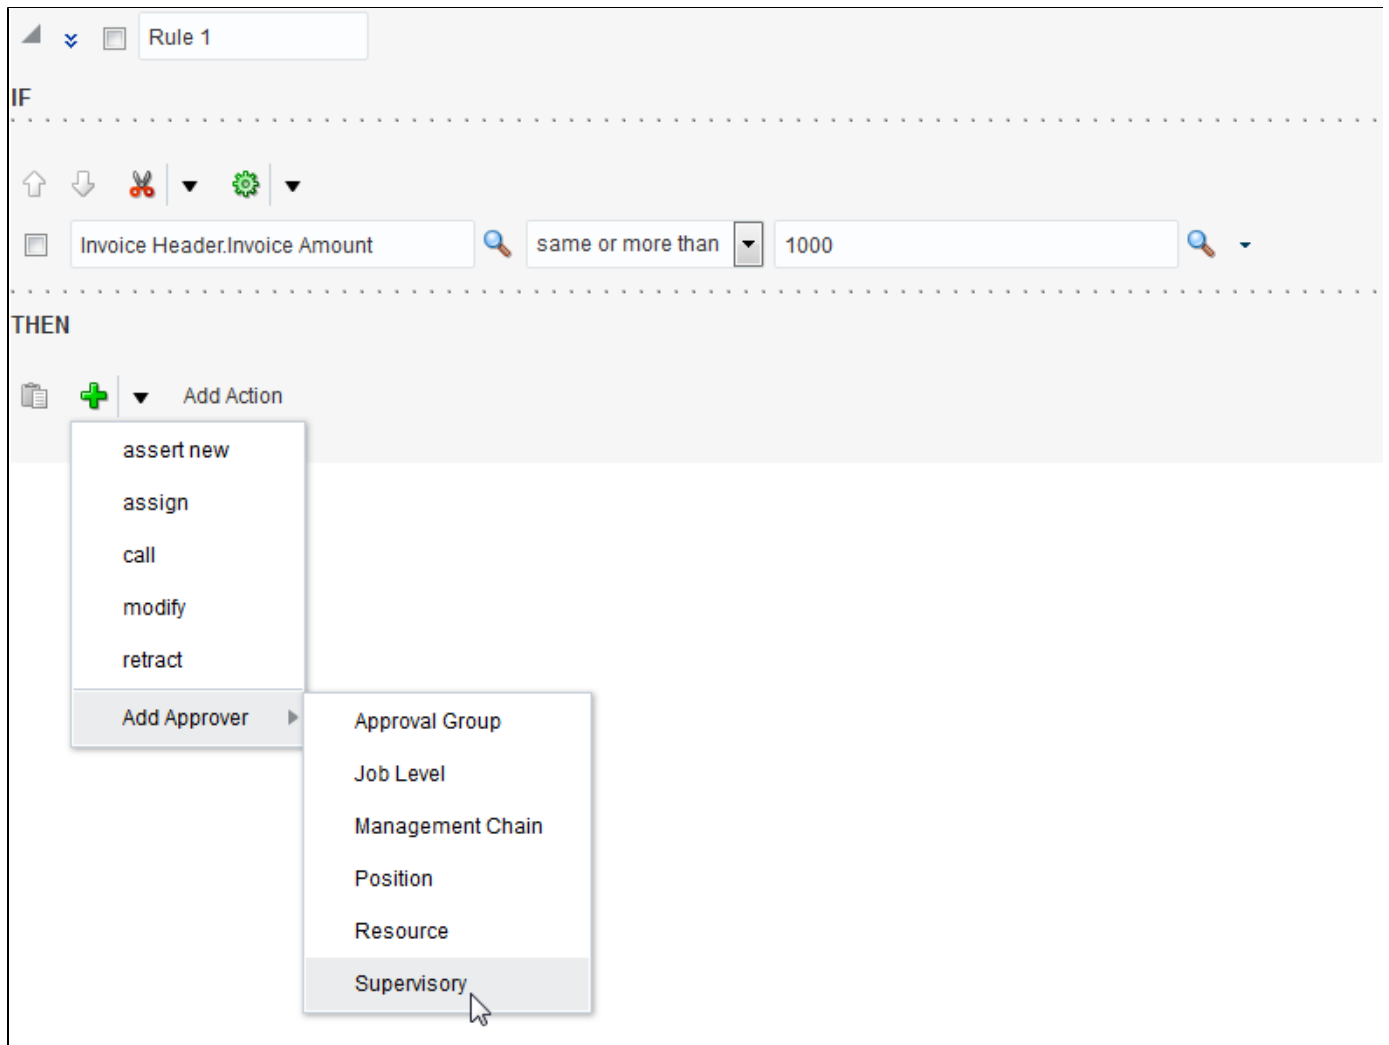 Rule 1
IF
Invoice Header.Invoice Amount same or more than 1000
THEN
Add Action
assert new
assign
call
modify
retract
Add Approver
Approval Group
Job Level
Management Chain
Position
Resource
Supervisory